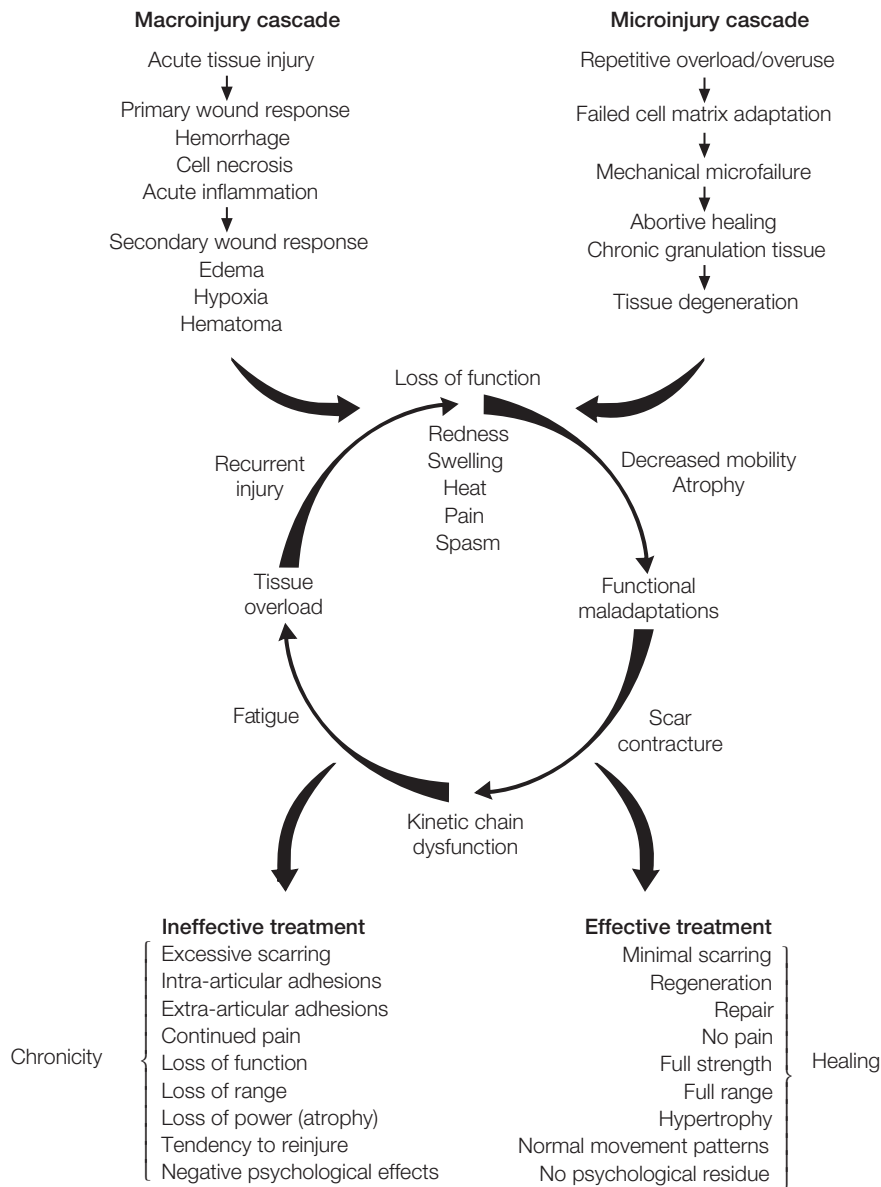 Macroinjury cascade
Acute tissue injury
Primary wound response
Hemorrhage
Cell necrosis
Acute inflammation
Secondary wound response
Edema
Hypoxia
Hematoma
Microinjury cascade
Repetitive overload/overuse
Failed cell matrix adaptation
Mechanical microfailure
Abortive healing
Chronic granulation tissue
Tissue degeneration
Loss of function
Redness
Swelling
Heat
Pain
Spasm
Decreased mobility
Atrophy
Functional
maladaptations
Scar
contracture
Kinetic chain
dysfunction
Fatigue
Tissue
overload
Recurrent
injury
Ineffective treatment
Excessive scarring
Intra-articular adhesions
Extra-articular adhesions
Continued pain
Loss of function
Loss of range
Loss of power (atrophy)
Tendency to reinjure
Negative psychological effects
Chronicity
Effective treatment
Minimal scarring
Regeneration
Repair
No pain
Full strength
Full range
Hypertrophy
Normal movement patterns
No psychological residue
Healing